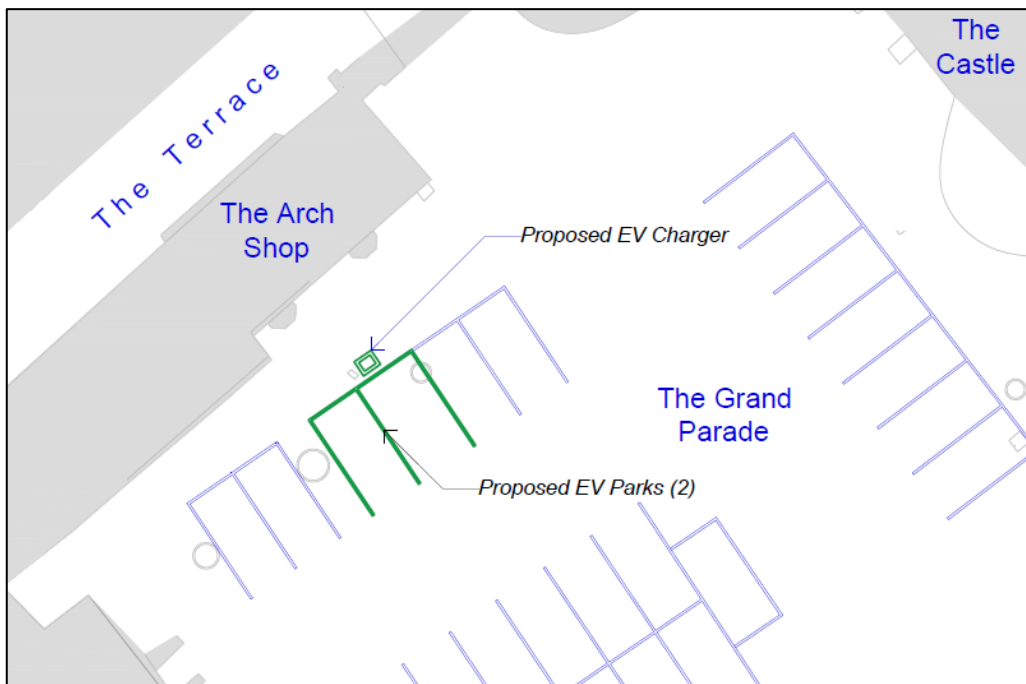 The
Castle
The Terrace
The Arch
Shop
Proposed EV Charger
The Grand
Parade
Proposed EV Parks (2)